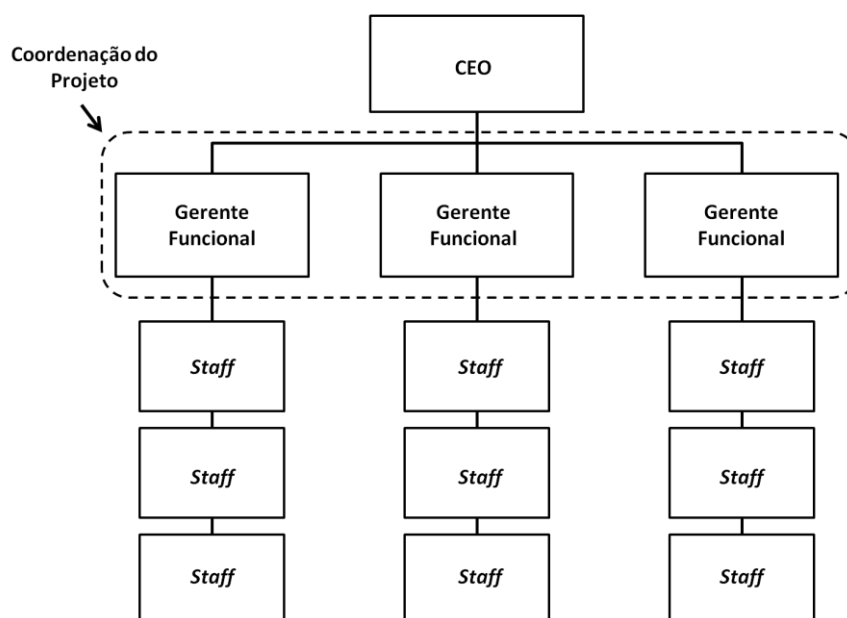 Coordenação do
Projeto
CEO
Gerente
Funcional
Gerente
Funcional
Gerente
Funcional
Staff
Staff
Staff
Staff
Staff
Staff
Staff
Staff
Staff